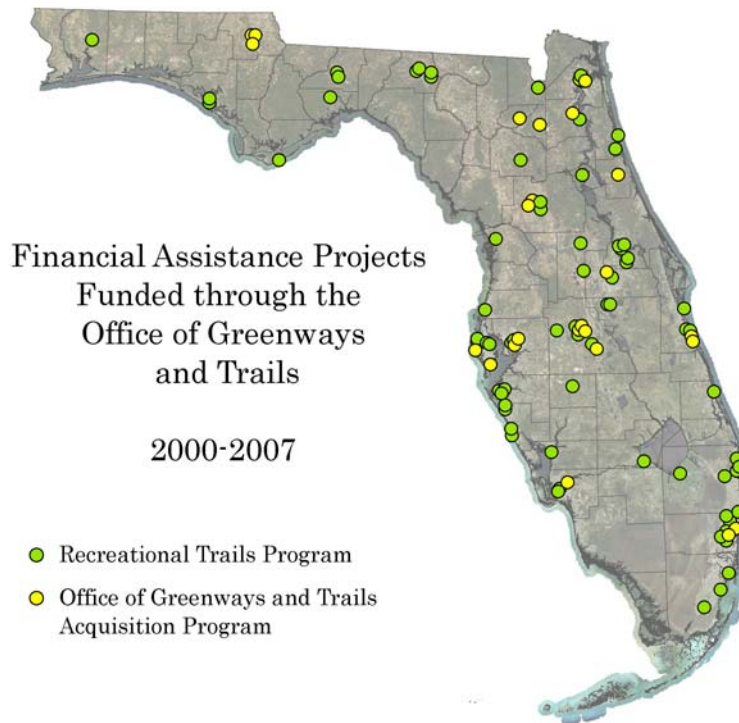 Financial Assistance Projects
Funded through the
Office of Greenways
and Trails
2000-2007
Recreational Trails Program
Office of Greenways and Trails
Acquisition Program